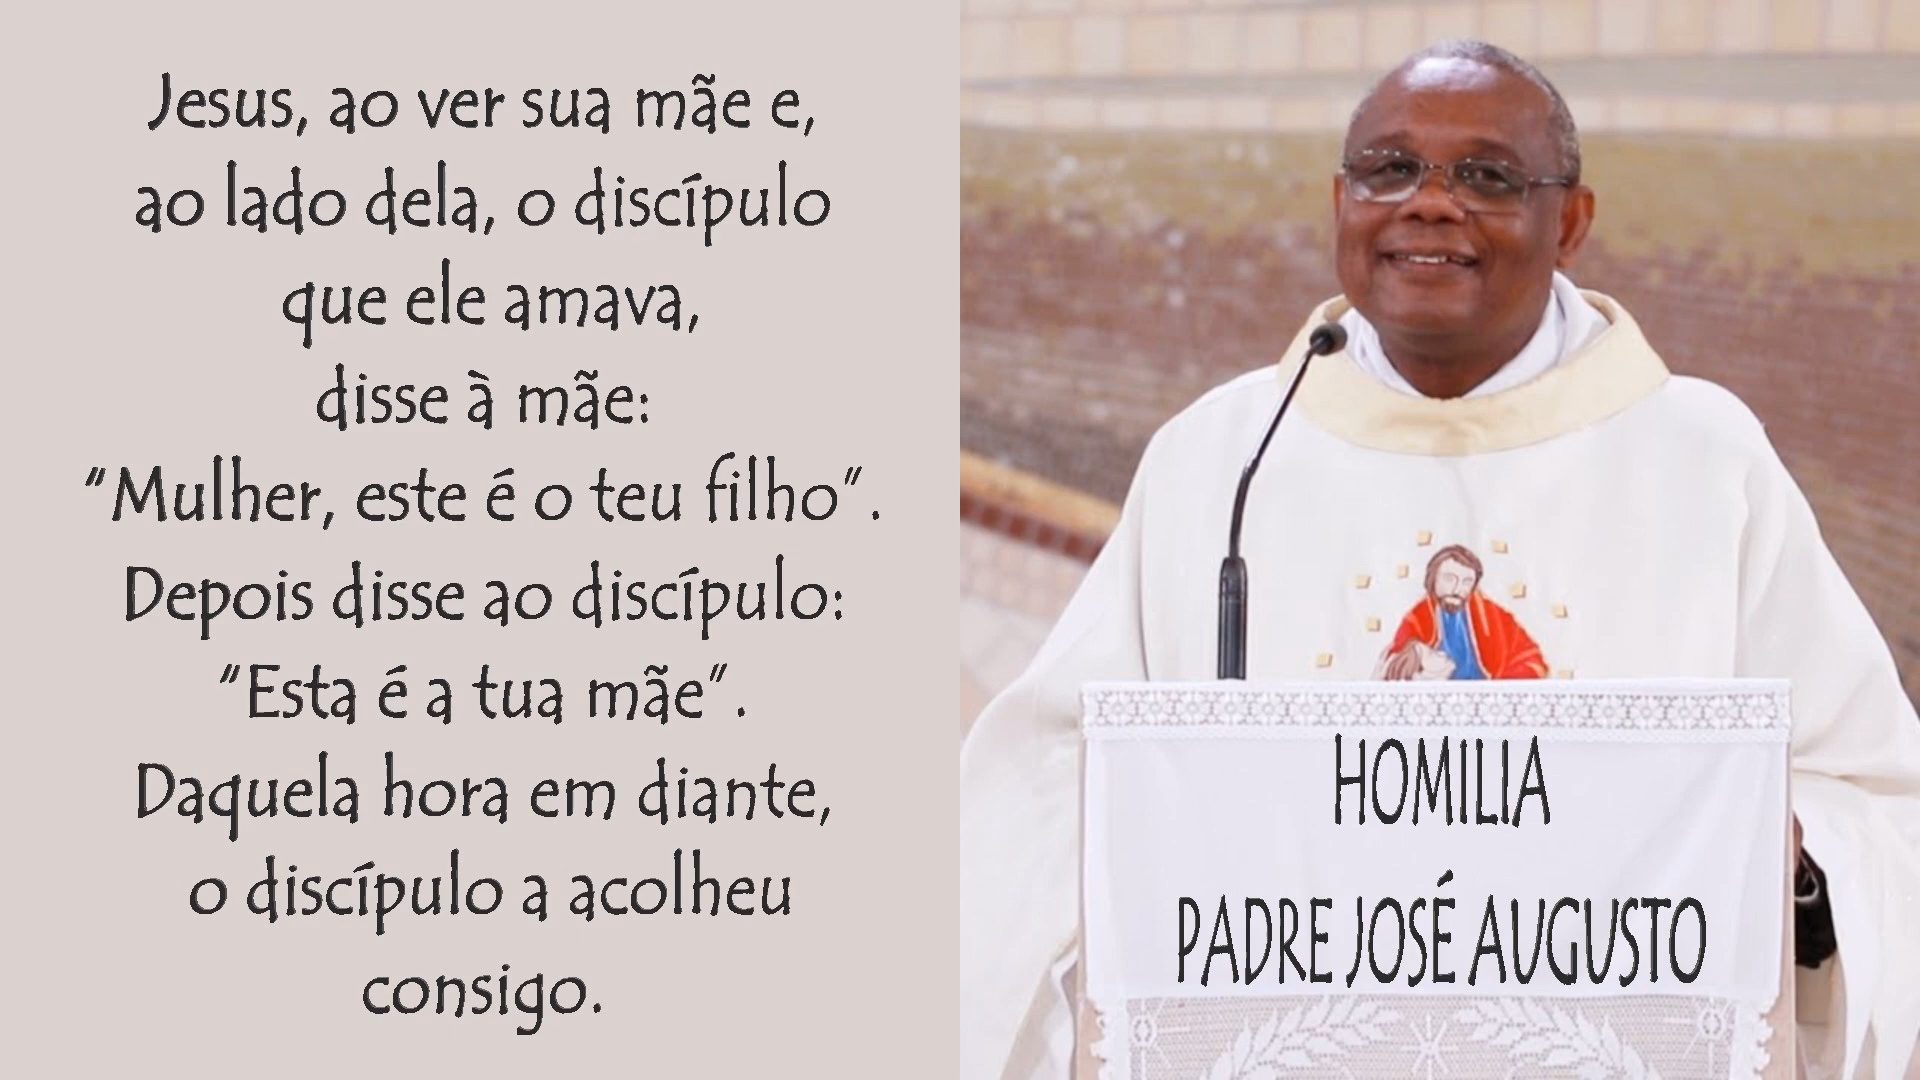 Jesus, ao ver sua mãe e,
ao lado dela, o discípulo
que ele amava,
disse à mãe:
"Mulher, este é o teu filho".
Depois disse ao discípulo:
"Esta é a tua mãe".
Daquela hora em diante,
o discípulo a acolheu
consigo.
HOMILIA
PADRE JOSÉ AUGUSTO